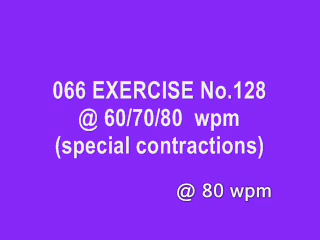 066 EXERCISE No.128
@ 60/70/80 wpm
(special contractions)
@ 80 wpm